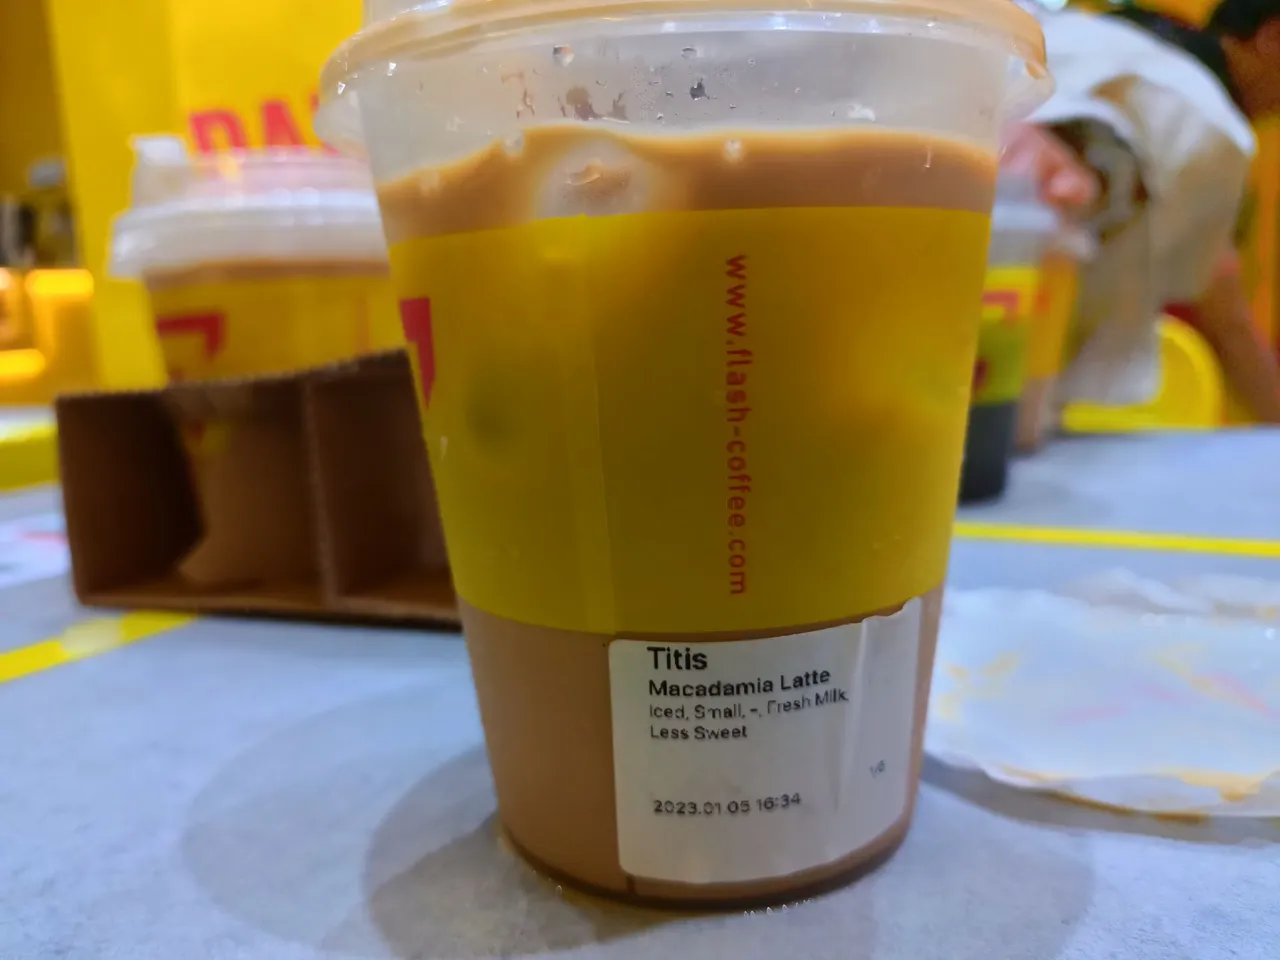 www.flash-coffee.com
Titis
Macadamia Latte
Iced, Small, -, Fresh Milk,
Less Sweet
2023.01.05 16:34